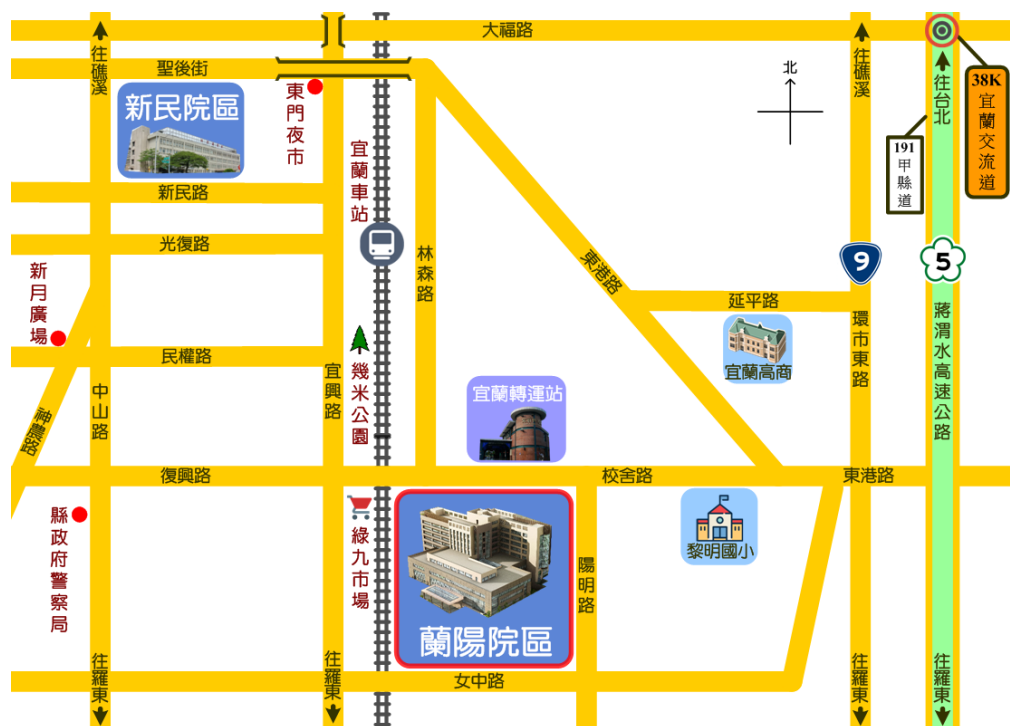 大福路
往礁溪
聖後街
新民院區
東門夜市
北
往礁溪
往台北
38K
宜蘭交流道
191
甲縣道
宜蘭車站
新民路
光復路
林森路
東港路
9
5
新月廣場
延平路
環市東路
蔣渭水高速公路
宜蘭高商
民權路
宜興路
幾米公園
中山路
神農路
宜蘭轉運站
復興路
校舍路
東港路
縣政府警察局
綠九市場
黎明國小
陽明路
蘭陽院區
往羅東
往羅東
女中路
往羅東
往羅東